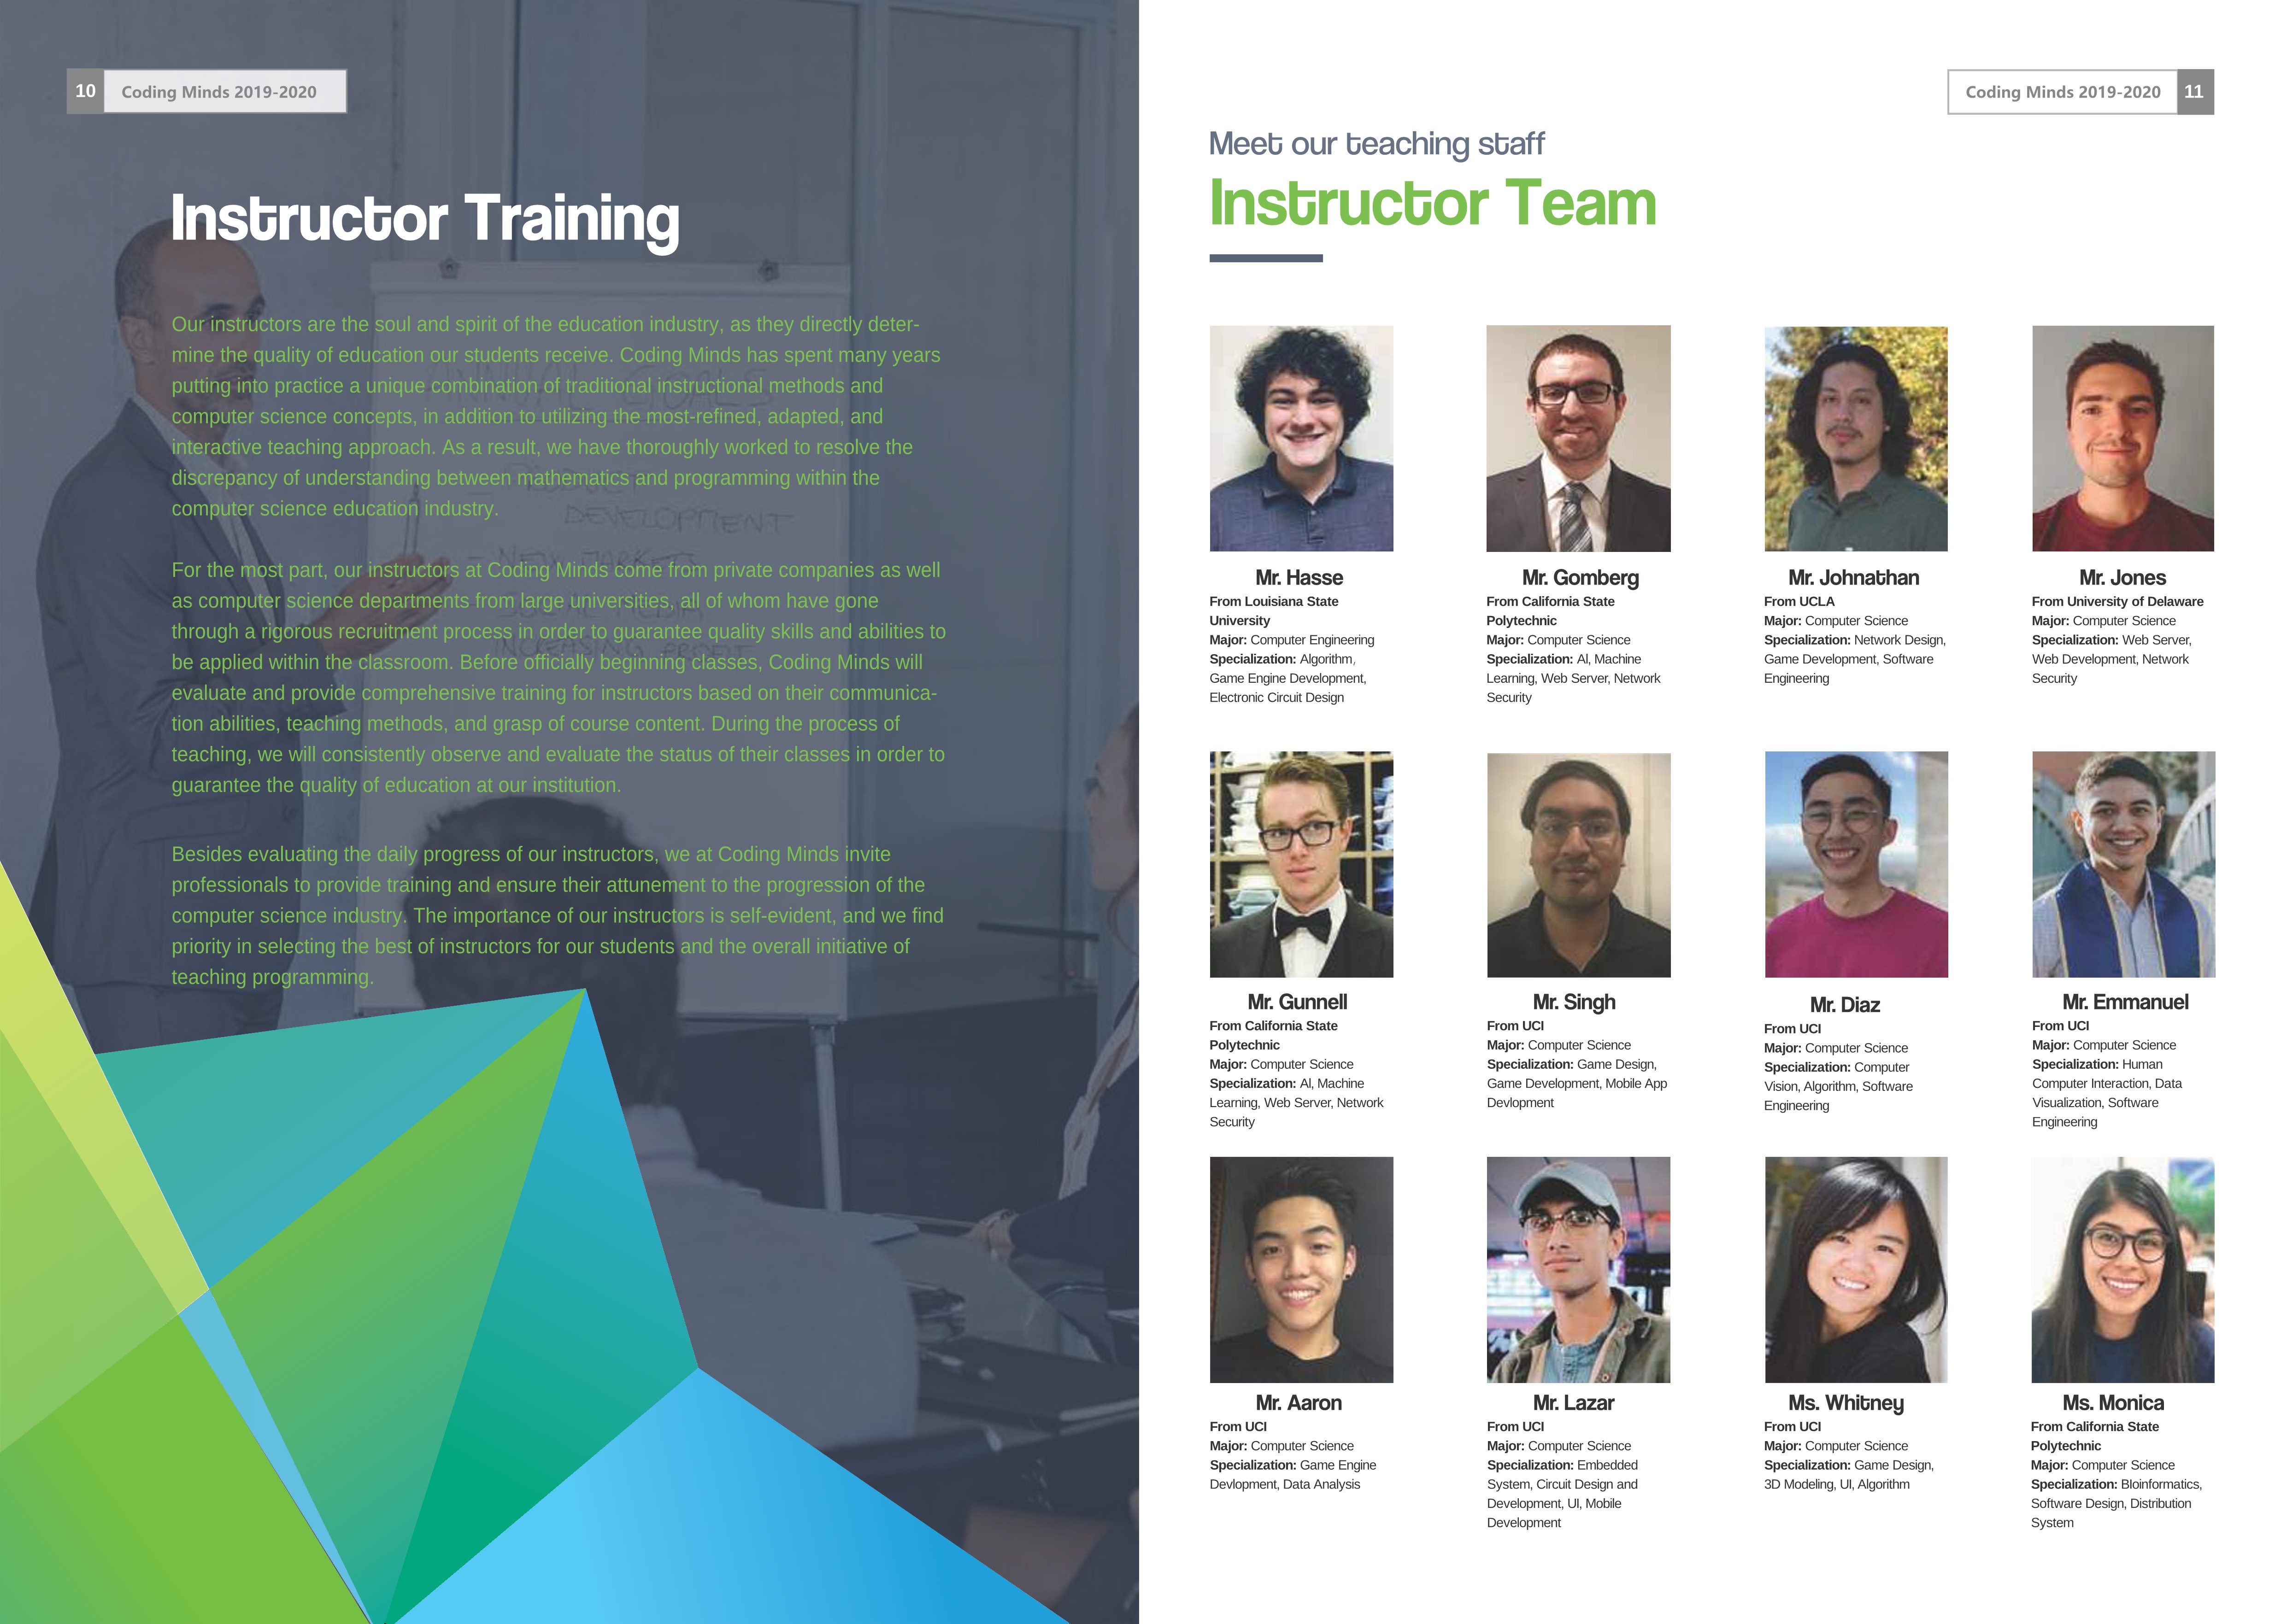 10 Coding Minds 2019-2020
Instructor Training
Our instructors are the soul and spirit of the education industry, as they directly deter-
mine the quality of education our students receive. Coding Minds has spent many years
putting into practice a unique combination of traditional instructional methods and
computer science concepts, in addition to utilizing the most-refined, adapted, and
interactive teaching approach. As a result, we have thoroughly worked to resolve the
discrepancy of understanding between mathematics and programming within the
computer science education industry.
For the most part, our instructors at Coding Minds come from private companies as well
as computer science departments from large universities, all of whom have gone
through a rigorous recruitment process in order to guarantee quality skills and abilities to
be applied within the classroom. Before officially beginning classes, Coding Minds will
evaluate and provide comprehensive training for instructors based on their communica-
tion abilities, teaching methods, and grasp of course content. During the process of
teaching, we will consistently observe and evaluate the status of their classes in order to
guarantee the quality of education at our institution.
Besides evaluating the daily progress of our instructors, we at Coding Minds invite
professionals to provide training and ensure their attunement to the progression of the
computer science industry. The importance of our instructors is self-evident, and we find
priority in selecting the best of instructors for our students and the overall initiative of
teaching programming.
ANNUAL GOALS
DEVELOPMENT
- NEW MARKETS
INCREASING PROFIT
Coding Minds 2019-2020 11
Meet our teaching staff
Instructor Team
Mr. Hasse
From Louisiana State
University
Major: Computer Engineering
Specialization: Algorithm,
Game Engine Development,
Electronic Circuit Design
Mr. Gomberg
From California State
Polytechnic
Major: Computer Science
Specialization: AI, Machine
Learning, Web Server, Network
Security
Mr. Johnathan
From UCLA
Major: Computer Science
Specialization: Network Design,
Game Development, Software
Engineering
Mr. Jones
From University of Delaware
Major: Computer Science
Specialization: Web Server,
Web Development, Network
Security
Mr. Gunnell
From California State
Polytechnic
Major: Computer Science
Specialization: AI, Machine
Learning, Web Server, Network
Security
Mr. Singh
From UCI
Major: Computer Science
Specialization: Game Design,
Game Development, Mobile App
Devlopment
Mr. Diaz
From UCI
Major: Computer Science
Specialization: Computer
Vision, Algorithm, Software
Engineering
Mr. Emmanuel
From UCI
Major: Computer Science
Specialization: Human
Computer Interaction, Data
Visualization, Software
Engineering
Mr. Aaron
From UCI
Major: Computer Science
Specialization: Game Engine
Devlopment, Data Analysis
Mr. Lazar
From UCI
Major: Computer Science
Specialization: Embedded
System, Circuit Design and
Development, UI, Mobile
Development
Ms. Whitney
From UCI
Major: Computer Science
Specialization: Game Design,
3D Modeling, UI, Algorithm
Ms. Monica
From California State
Polytechnic
Major: Computer Science
Specialization: BIoinformatics,
Software Design, Distribution
System